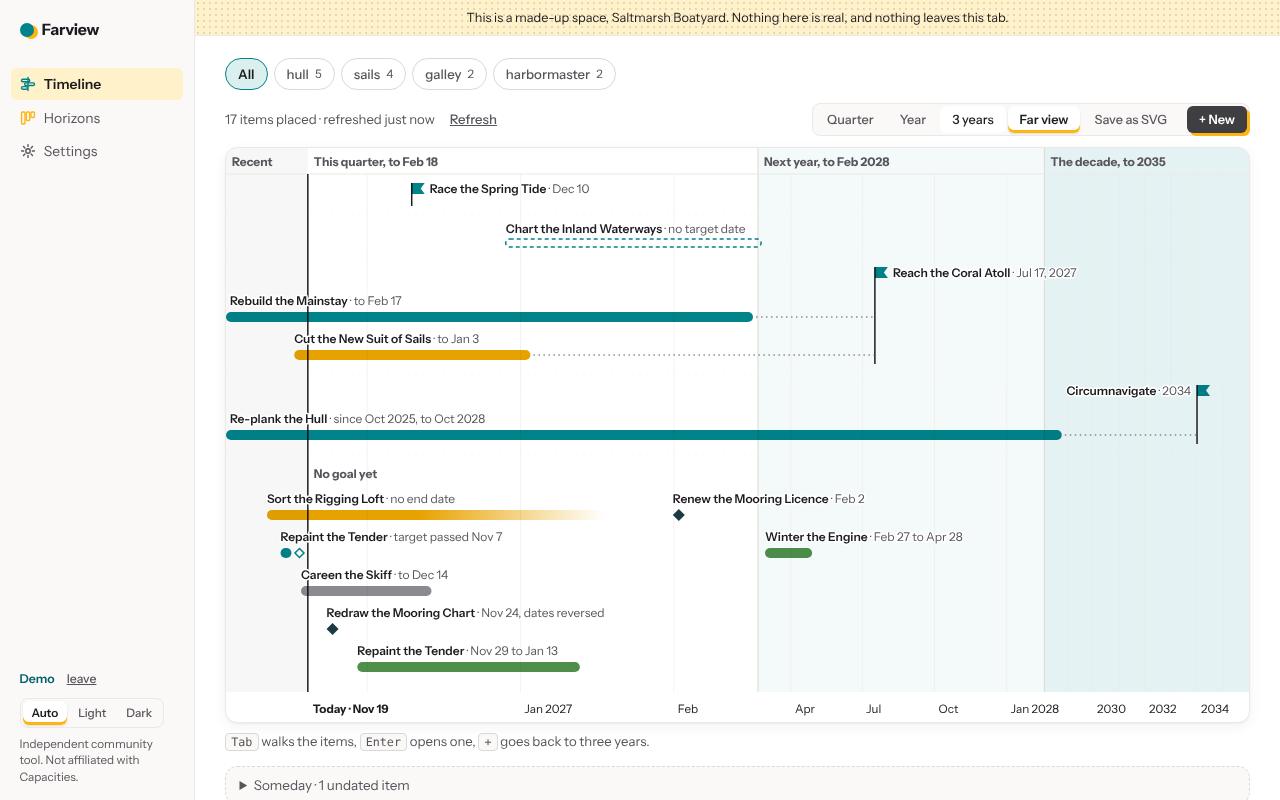 This is a made-up space, Saltmarsh Boatyard. Nothing here is real, and nothing leaves this tab.
Farview
Timeline
Horizons
Settings
All
hull 5
sails 4
galley 2
harbormaster 2
17 items placed · refreshed just now Refresh
Quarter Year 3 years Far view Save as SVG + New
Recent This quarter, to Feb 18 Next year, to Feb 2028 The decade, to 2035
Race the Spring Tide · Dec 10
Chart the Inland Waterways · no target date
Reach the Coral Atoll · Jul 17, 2027
Rebuild the Mainstay · to Feb 17
Cut the New Suit of Sails · to Jan 3
Circumnavigate · 2034
Re-plank the Hull · since Oct 2025, to Oct 2028
No goal yet
Sort the Rigging Loft · no end date
Renew the Mooring Licence · Feb 2
Repaint the Tender · target passed Nov 7
Winter the Engine · Feb 27 to Apr 28
Careen the Skiff · to Dec 14
Redraw the Mooring Chart · Nov 24, dates reversed
Repaint the Tender · Nov 29 to Jan 13
Today · Nov 19 Jan 2027 Feb Apr Jul Oct Jan 2028 2030 2032 2034
Tab walks the items, Enter opens one, + goes back to three years.
Someday · 1 undated item
Demo leave
Auto Light Dark
Independent community
tool. Not affiliated with
Capacities.